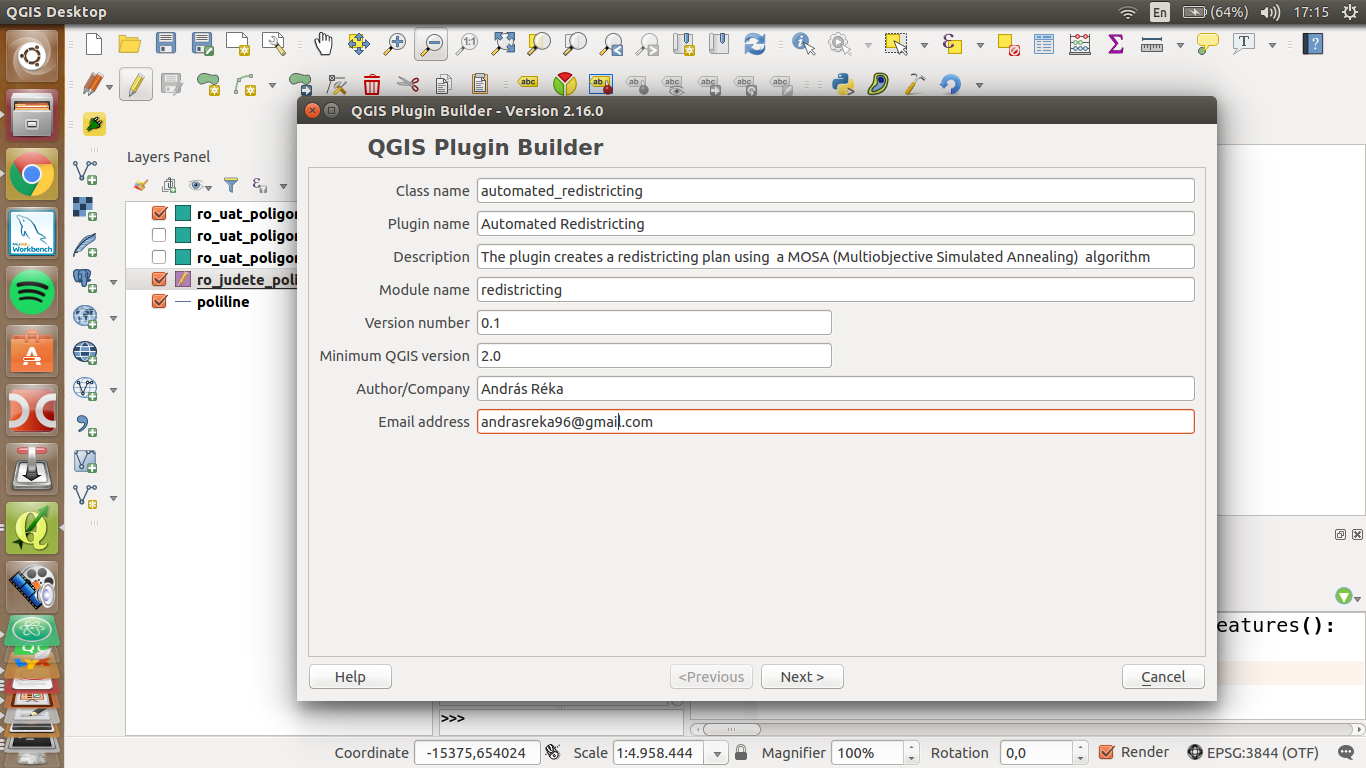 QGIS Desktop
En
(64%)
17:15
QGIS Plugin Builder - Version 2.16.0
QGIS Plugin Builder
Class name automated_redistricting
Plugin name Automated Redistricting
Description The plugin creates a redistricting plan using  a MOSA (Multiobjective Simulated Annealing)  algorithm
Module name redistricting
Version number 0.1
Minimum QGIS version 2.0
Author/Company András Réka
Email address andrasreka96@gmail.com
Help
<Previous
Next >
Cancel
Layers Panel
ro_uat_poligon
ro_uat_poligon
ro_uat_poligon
ro_judete_poli
poliline
MySQL
Workbench
eatures():
>>>
Coordinate -15375,654024 Scale 1:4.958.444 Magnifier 100% Rotation 0,0 Render EPSG:3844 (OTF)